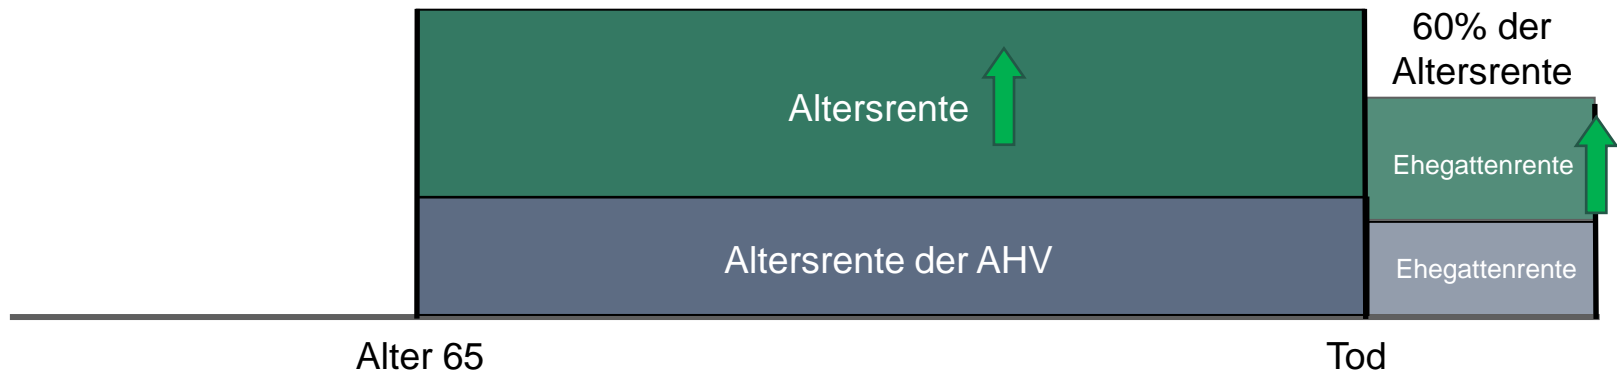 60% der
Altersrente
Altersrente
Ehegattenrente
Altersrente der AHV
Ehegattenrente
Alter 65
Tod